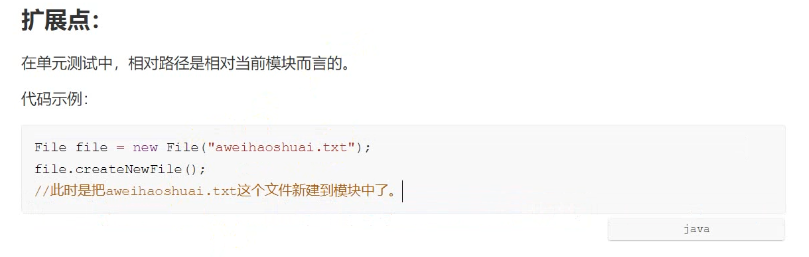 扩展点：
在单元测试中，相对路径是相对当前模块而言的。
代码示例：
File file = new File("aweihaoshuai.txt");
file.createNewFile();
//此时是把aweihaoshuai.txt这个文件新建到模块中了。
java